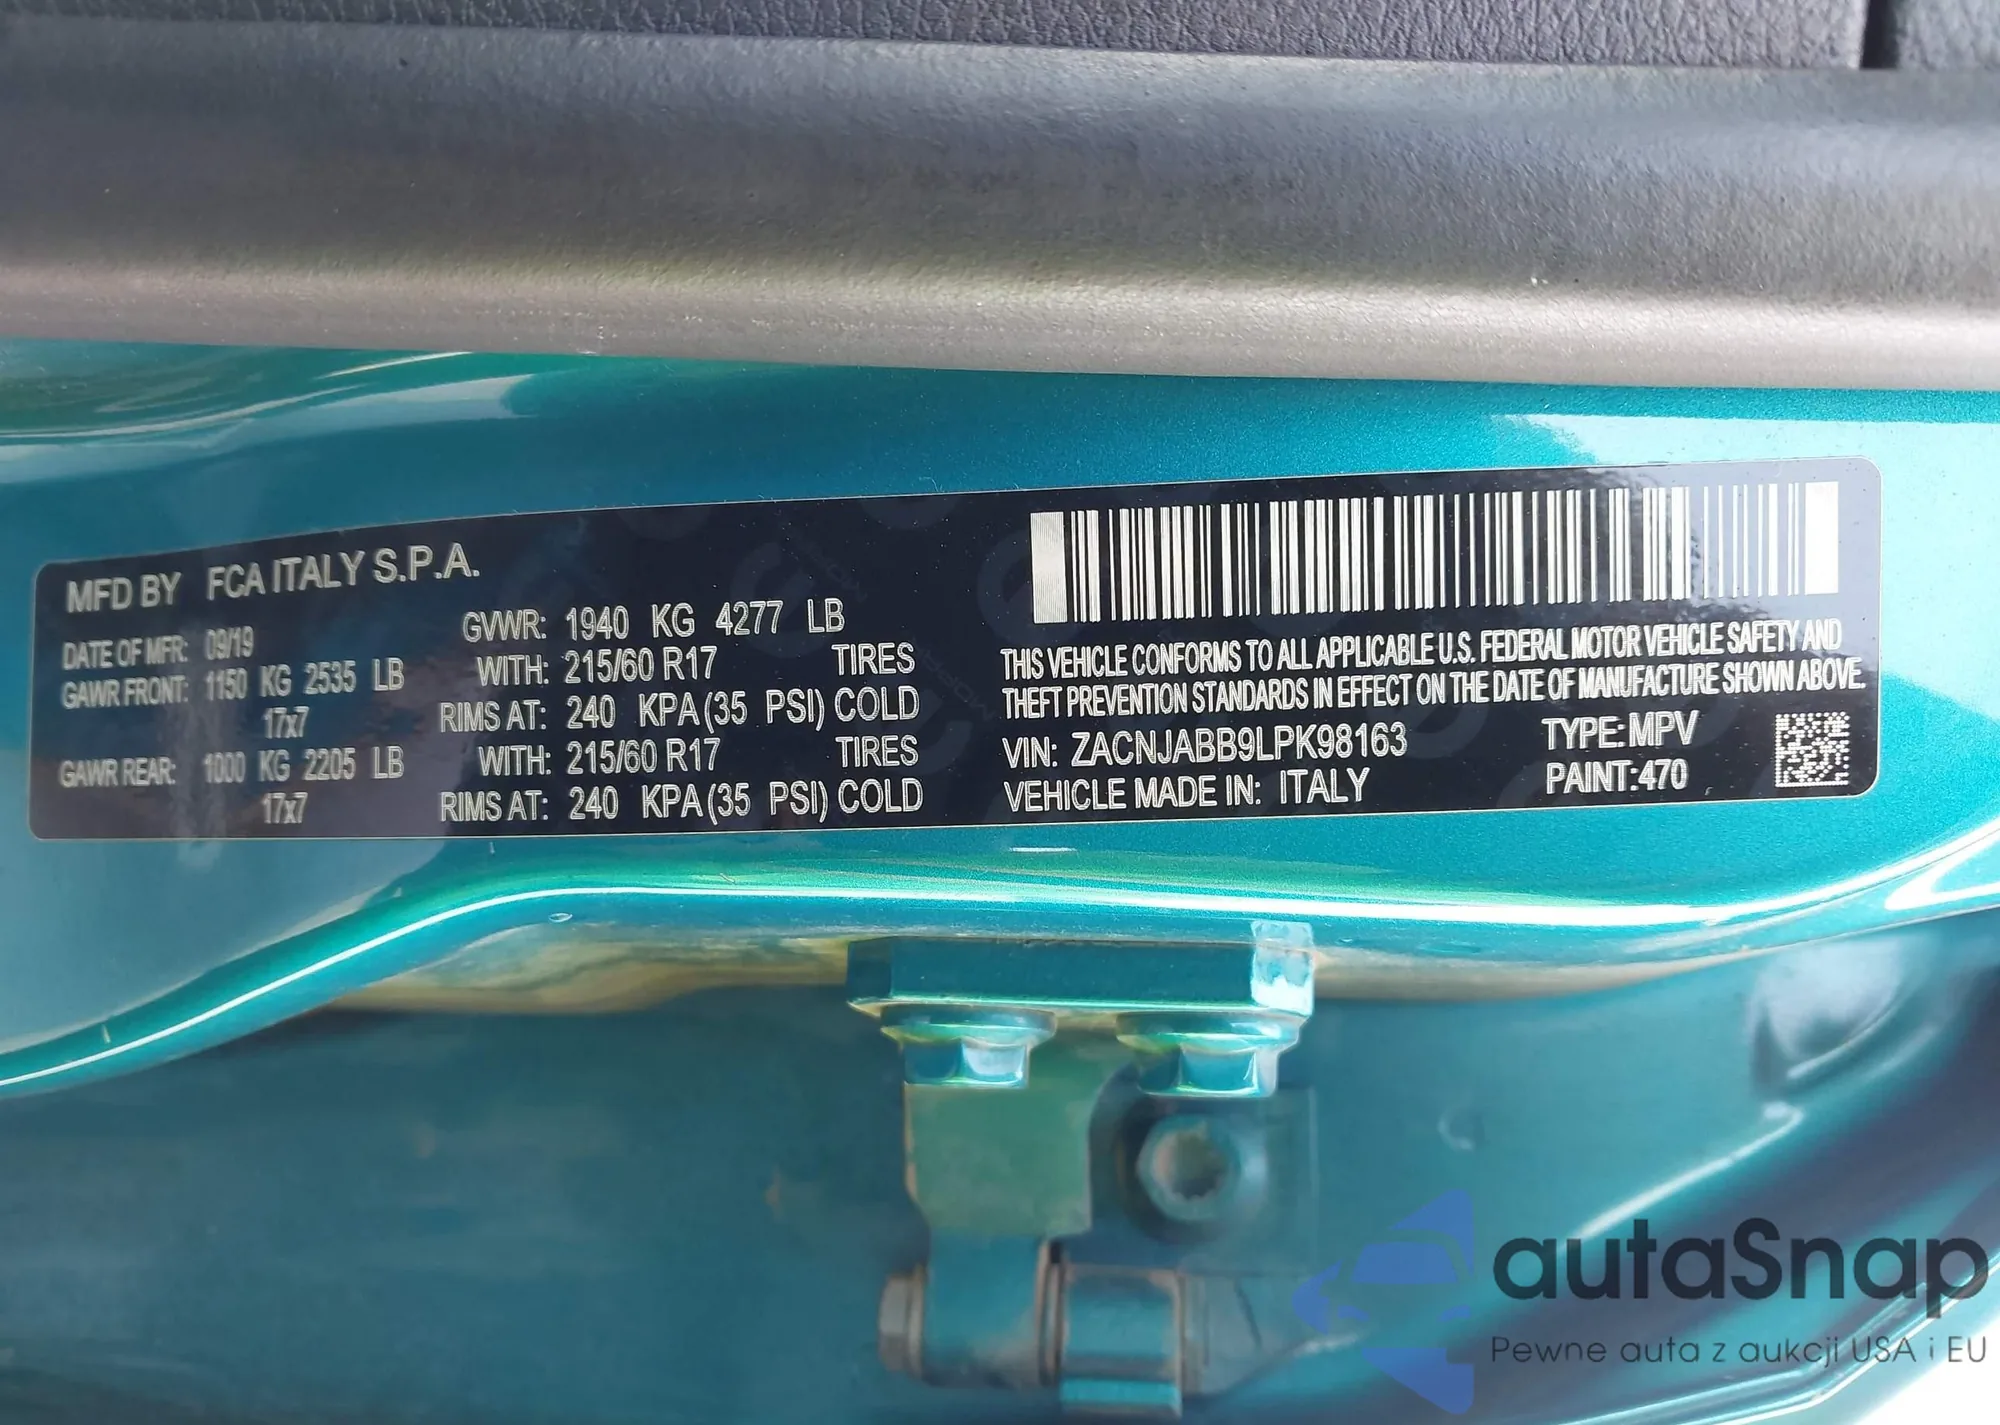 MFD BY FCA ITALY S.P.A.
DATE OF MFR: 09/19 GVWR: 1940 KG 4277 LB
GAWR FRONT: 1150 KG 2535 LB WITH: 215/60 R17 TIRES
17x7 RIMS AT: 240 KPA(35 PSI) COLD
GAWR REAR: 1000 KG 2205 LB WITH: 215/60 R17 TIRES
17x7 RIMS AT: 240 KPA(35 PSI) COLD
THIS VEHICLE CONFORMS TO ALL APPLICABLE U.S. FEDERAL MOTOR VEHICLE SAFETY AND
THEFT PREVENTION STANDARDS IN EFFECT ON THE DATE OF MANUFACTURE SHOWN ABOVE.
VIN: ZACNJABB9LPK98163 TYPE:MPV
VEHICLE MADE IN: ITALY PAINT:470
autaSnap
Pewne auta z aukcji USA i EU